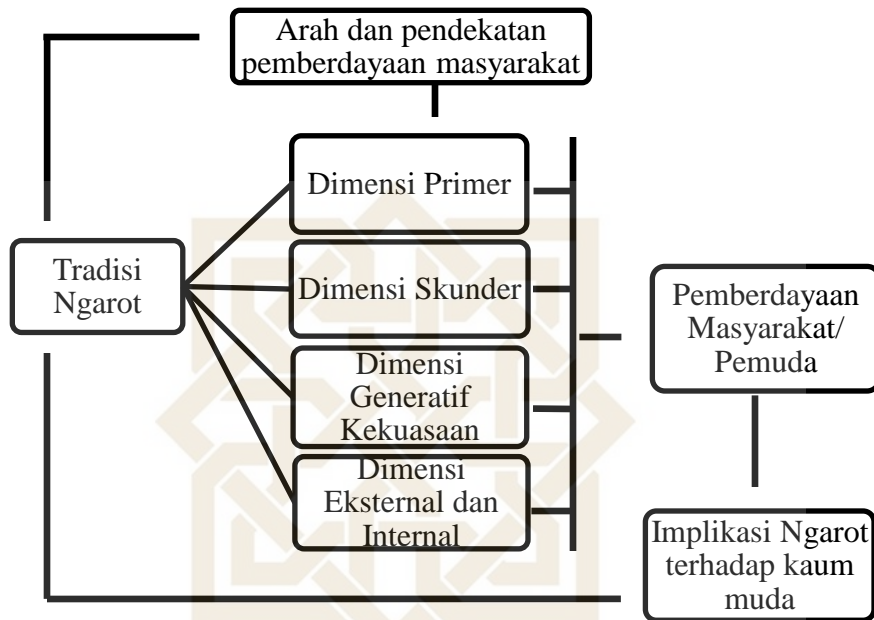 Arah dan pendekatan
pemberdayaan masyarakat
Dimensi Primer
Tradisi
Ngarot
Dimensi Skunder
Dimensi
Generatif
Kekuasaan
Dimensi
Eksternal dan
Internal
Pemberdayaan
Masyarakat/
Pemuda
Implikasi Ngarot
terhadap kaum
muda